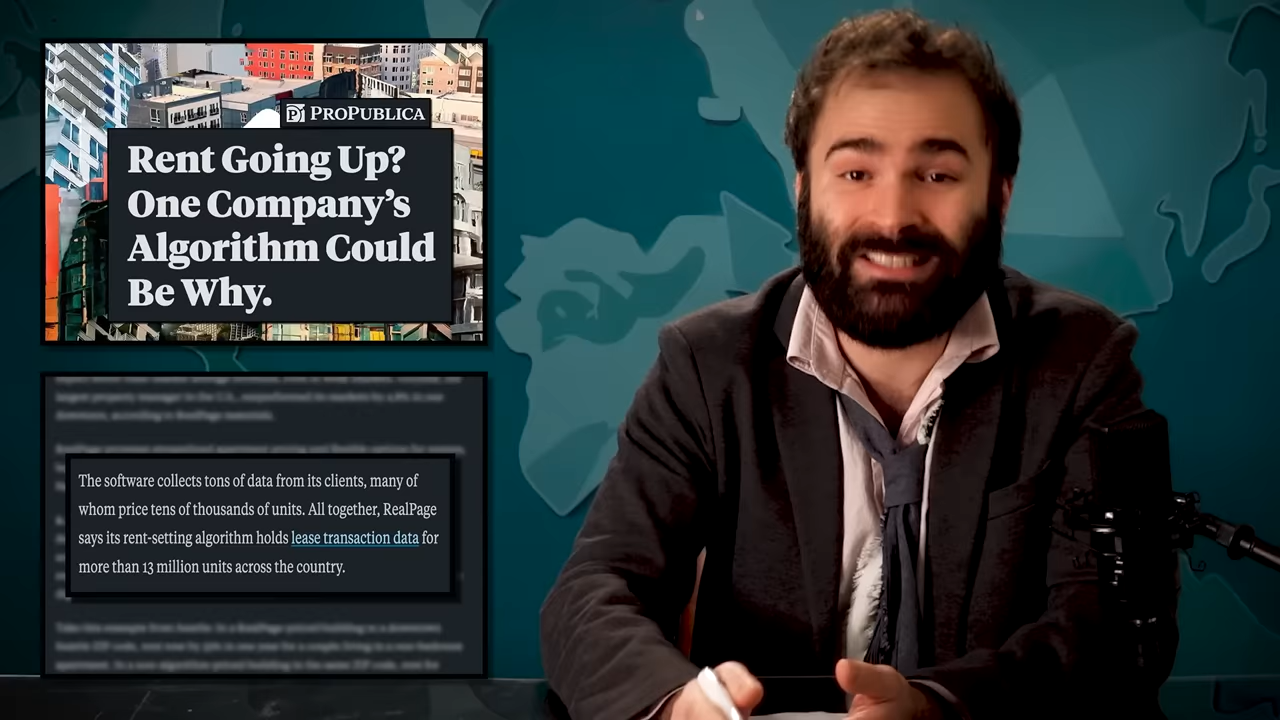 PROPUBLICA
Rent Going Up?
One Company’s
Algorithm Could
Be Why.
The software collects tons of data from its clients, many of
whom price tens of thousands of units. All together, RealPage
says its rent-setting algorithm holds lease transaction data for
more than 13 million units across the country.